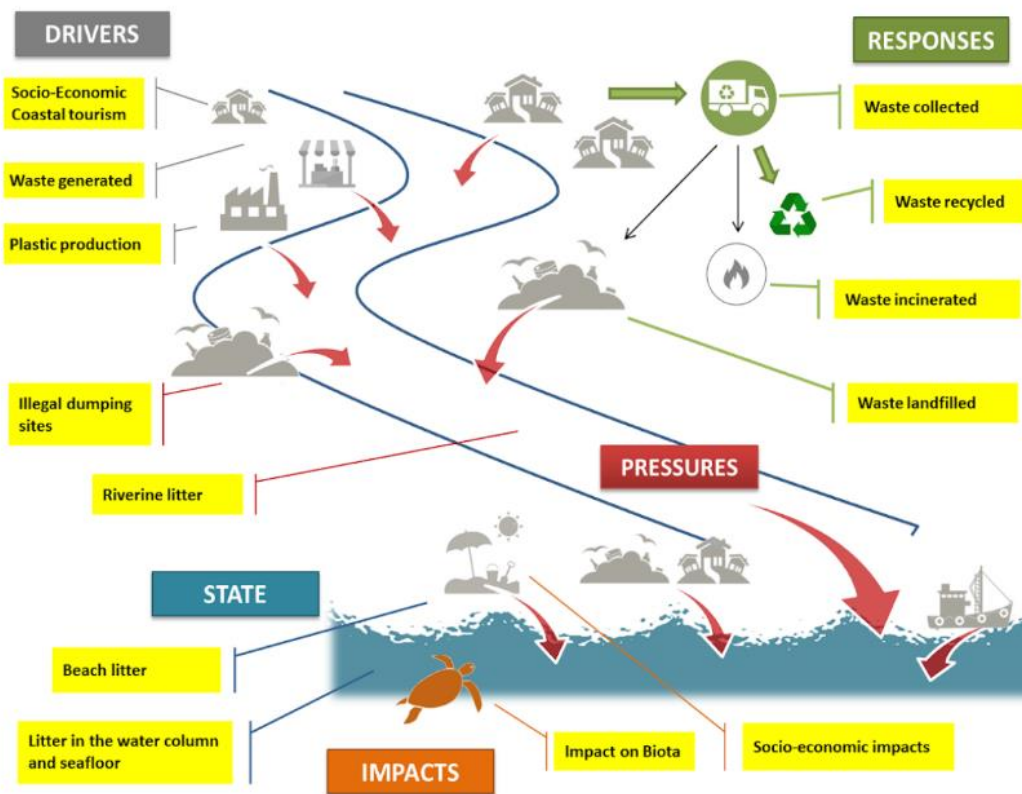 DRIVERS
RESPONSES
Socio-Economic
Coastal tourism
Waste collected
Waste generated
Waste recycled
Plastic production
Waste incinerated
Illegal dumping
sites
Waste landfilled
PRESSURES
Riverine litter
STATE
Beach litter
Litter in the water column
and seafloor
Impact on Biota
Socio-economic impacts
IMPACTS